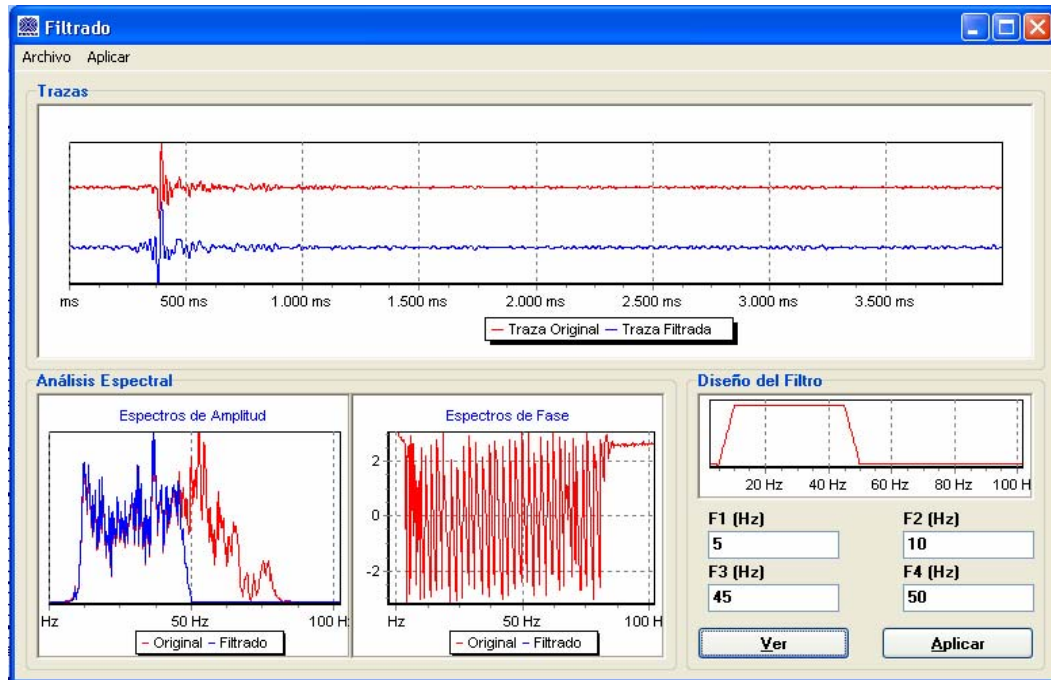 Filtrado
Archivo Aplicar
Trazas
ms 500 ms 1.000 ms 1.500 ms 2.000 ms 2.500 ms 3.000 ms 3.500 ms
Traza Original Traza Filtrada
Análisis Espectral
Espectros de Amplitud
Hz 50 Hz 100 H
Original Filtrado
Espectros de Fase
2
0
-2
Hz 50 Hz 100 H
Original Filtrado
Diseño del Filtro
20 Hz 40 Hz 60 Hz 80 Hz 100 H
F1 (Hz) F2 (Hz)
5 10
F3 (Hz) F4 (Hz)
45 50
Ver Aplicar